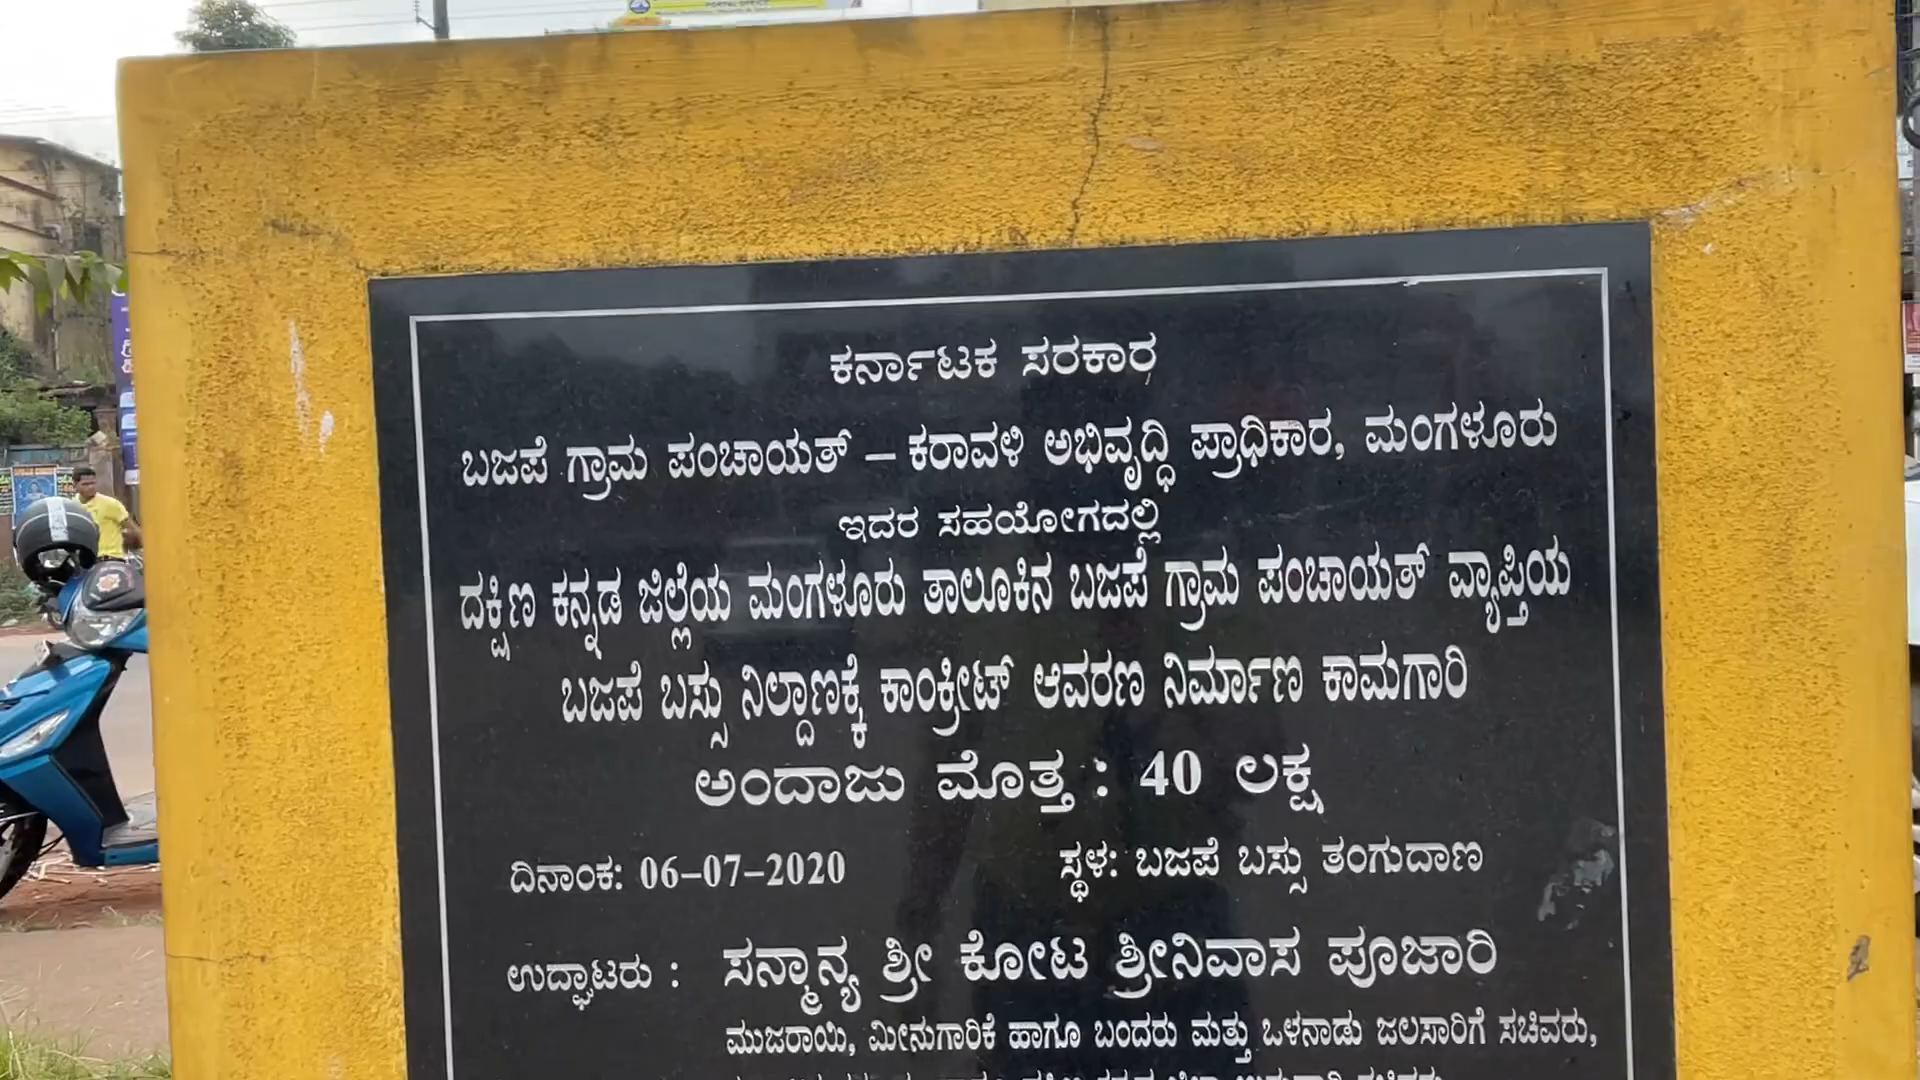 PORTAL OFFICE
ಕರ್ನಾಟಕ ಸರಕಾರ
ಬಜಪೆ ಗ್ರಾಮ ಪಂಚಾಯತ್ – ಕರಾವಳಿ ಅಭಿವೃದ್ಧಿ ಪ್ರಾಧಿಕಾರ, ಮಂಗಳೂರು
ಇದರ ಸಹಯೋಗದಲ್ಲಿ
ದಕ್ಷಿಣ ಕನ್ನಡ ಜಿಲ್ಲೆಯ ಮಂಗಳೂರು ತಾಲೂಕಿನ ಬಜಪೆ ಗ್ರಾಮ ಪಂಚಾಯತ್ ವ್ಯಾಪ್ತಿಯ
ಬಜಪೆ ಬಸ್ಸು ನಿಲ್ದಾಣಕ್ಕೆ ಕಾಂಕ್ರೀಟ್ ಆವರಣ ನಿರ್ಮಾಣ ಕಾಮಗಾರಿ
ಅಂದಾಜು ಮೊತ್ತ : 40 ಲಕ್ಷ
ದಿನಾಂಕ: 06–07–2020 ಸ್ಥಳ: ಬಜಪೆ ಬಸ್ಸು ತಂಗುದಾಣ
ಉದ್ಘಾಟರು : ಸನ್ಮಾನ್ಯ ಶ್ರೀ ಕೋಟ ಶ್ರೀನಿವಾಸ ಪೂಜಾರಿ
ಮುಜರಾಯಿ, ಮೀನುಗಾರಿಕೆ ಹಾಗೂ ಬಂದರು ಮತ್ತು ಒಳನಾಡು ಜಲಸಾರಿಗೆ ಸಚಿವರು,